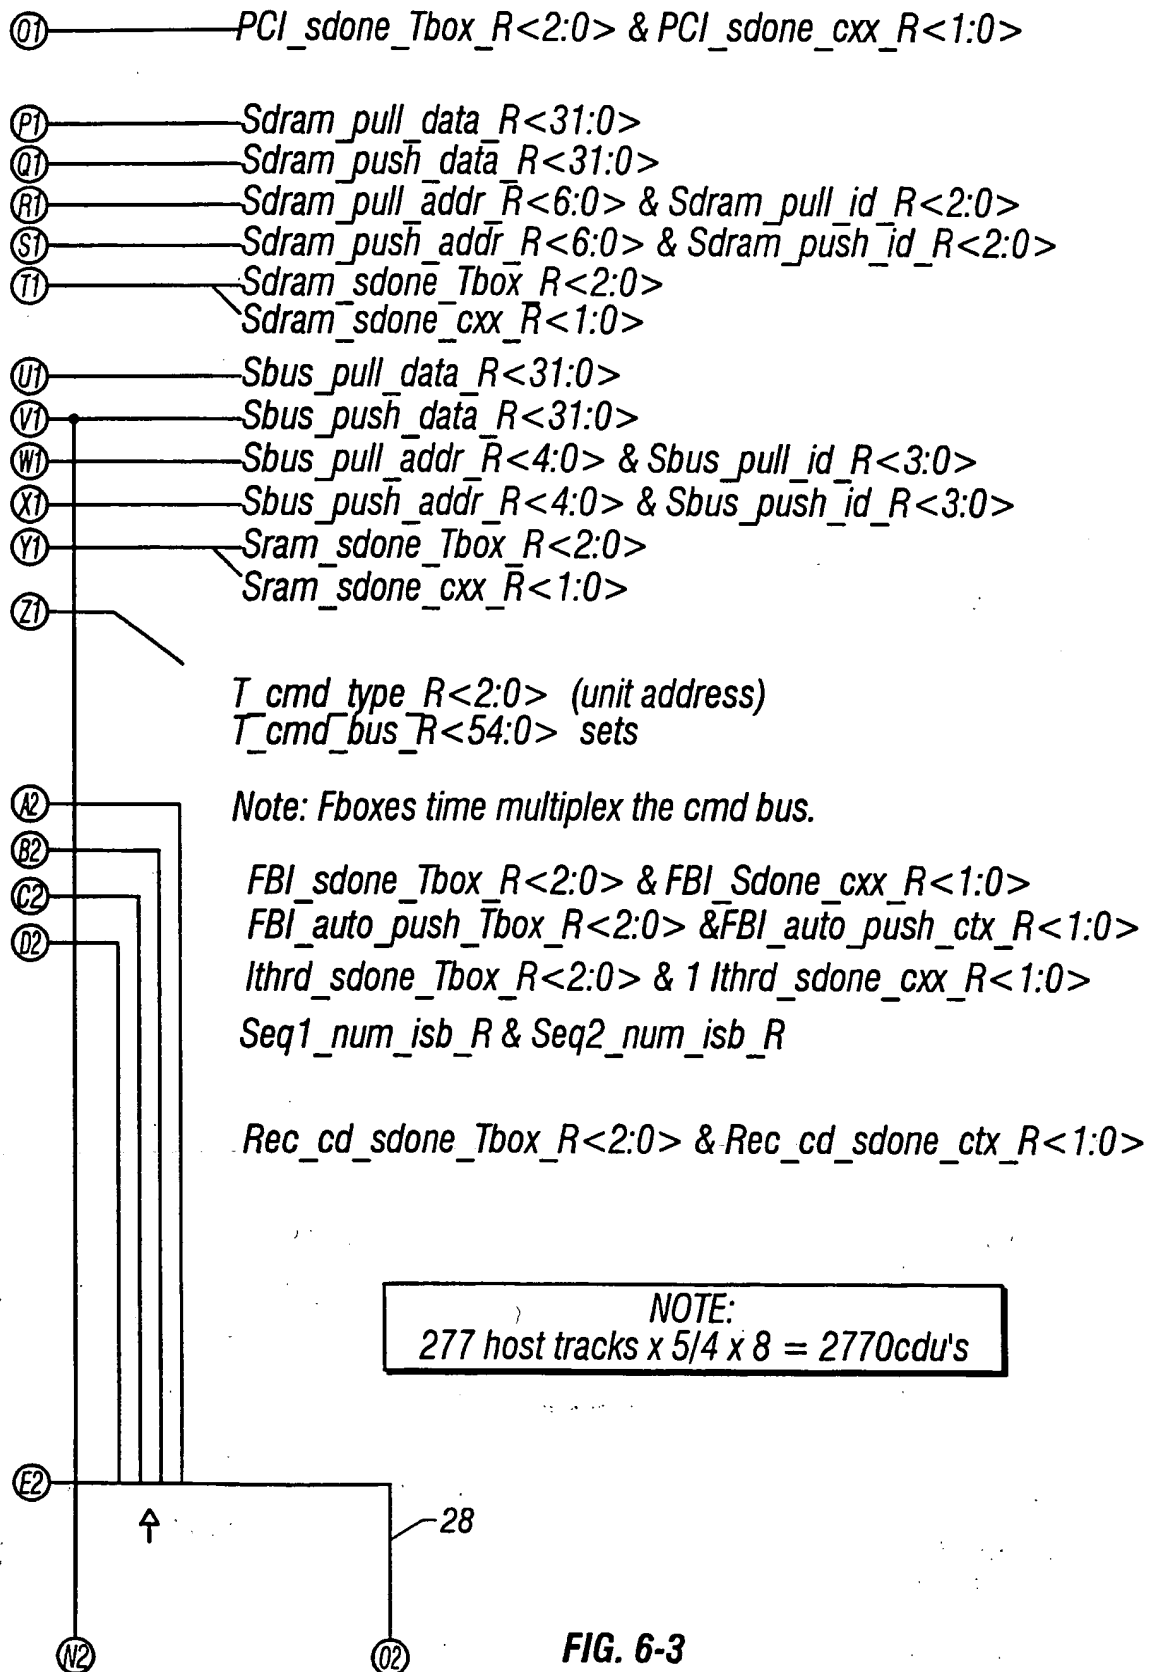 O1 PCI_sdone_Tbox_R<2:0> & PCI_sdone_cxx_R<1:0>
P1 Sdram_pull_data_R<31:0>
Q1 Sdram_push_data_R<31:0>
R1 Sdram_pull_addr_R<6:0> & Sdram_pull_id_R<2:0>
S1 Sdram_push_addr_R<6:0> & Sdram_push_id_R<2:0>
T1 Sdram_sdone_Tbox_R<2:0>
Sdram_sdone_cxx_R<1:0>
U1 Sbus_pull_data_R<31:0>
V1 Sbus_push_data_R<31:0>
W1 Sbus_pull_addr_R<4:0> & Sbus_pull_id_R<3:0>
X1 Sbus_push_addr_R<4:0> & Sbus_push_id_R<3:0>
Y1 Sram_sdone_Tbox_R<2:0>
Sram_sdone_cxx_R<1:0>
Z1
T_cmd_type_R<2:0> (unit address)
T_cmd_bus_R<54:0> sets
A2 Note: Fboxes time multiplex the cmd bus.
B2
FBI_sdone_Tbox_R<2:0> & FBI_Sdone_cxx_R<1:0>
C2
FBI_auto_push_Tbox_R<2:0> &FBI_auto_push_ctx_R<1:0>
D2
Ithrd_sdone_Tbox_R<2:0> & 1 Ithrd_sdone_cxx_R<1:0>
Seq1_num_isb_R & Seq2_num_isb_R
Rec_cd_sdone_Tbox_R<2:0> & Rec_cd_sdone_ctx_R<1:0>
NOTE:
277 host tracks x 5/4 x 8 = 2770cdu's
E2
28
N2 O2
FIG. 6-3